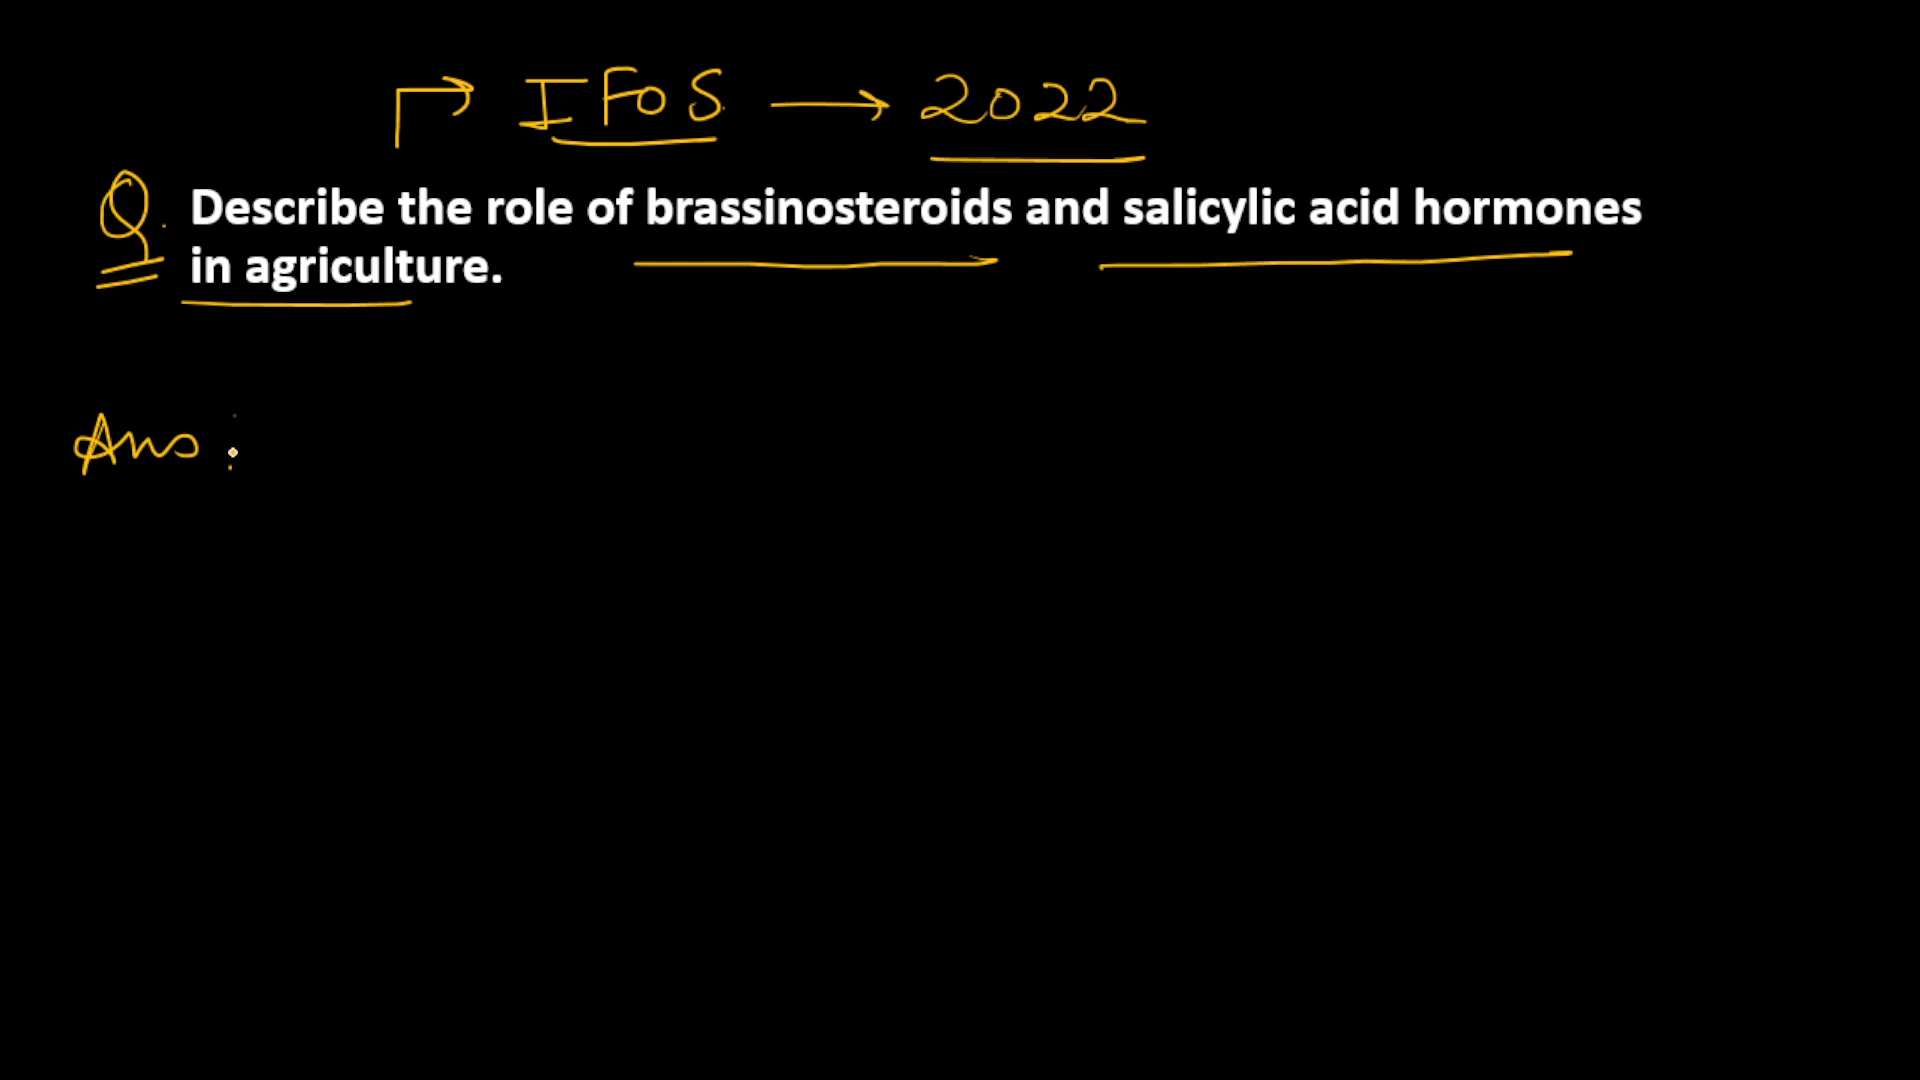 IFoS → 2022
Q. Describe the role of brassinosteroids and salicylic acid hormones
in agriculture.
Ans :